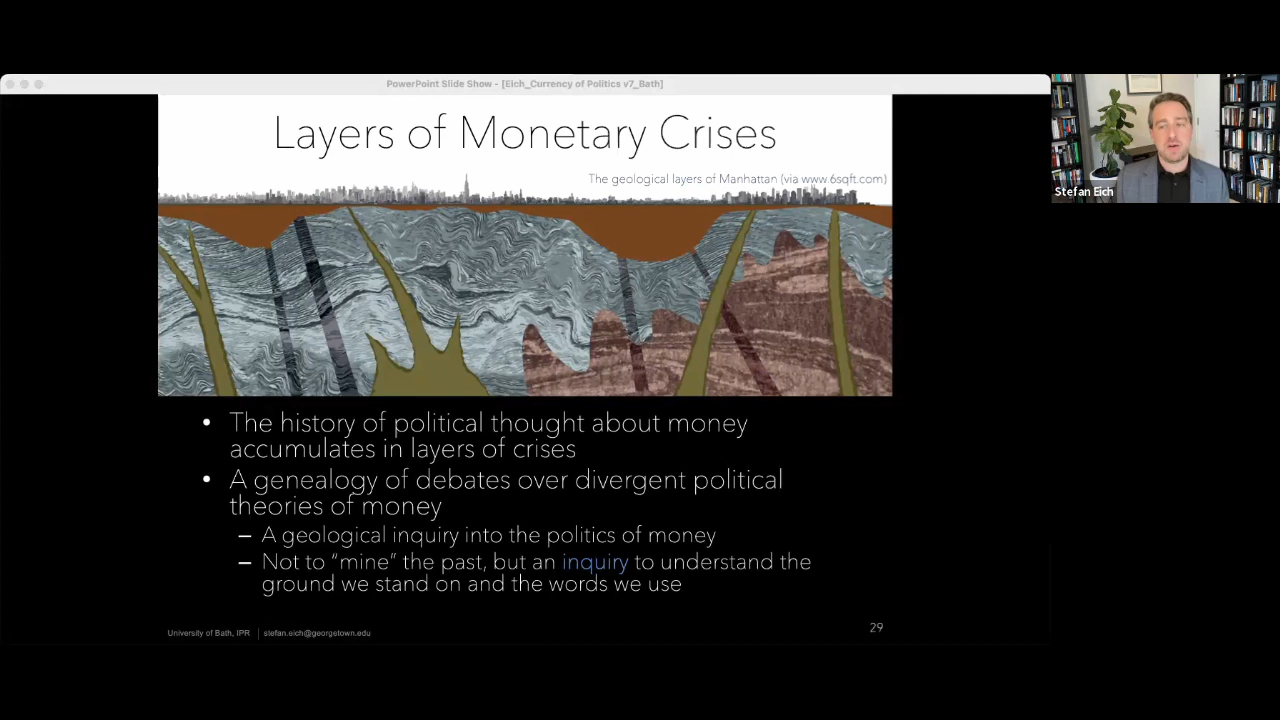 PowerPoint Slide Show - [Eich_Currency of Politics v7_Bath]
Layers of Monetary Crises
The geological layers of Manhattan (via www.6sqft.com)
Stefan Eich
• The history of political thought about money
accumulates in layers of crises
• A genealogy of debates over divergent political
theories of money
– A geological inquiry into the politics of money
– Not to “mine” the past, but an inquiry to understand the
ground we stand on and the words we use
University of Bath, IPR | stefan.eich@georgetown.edu
29